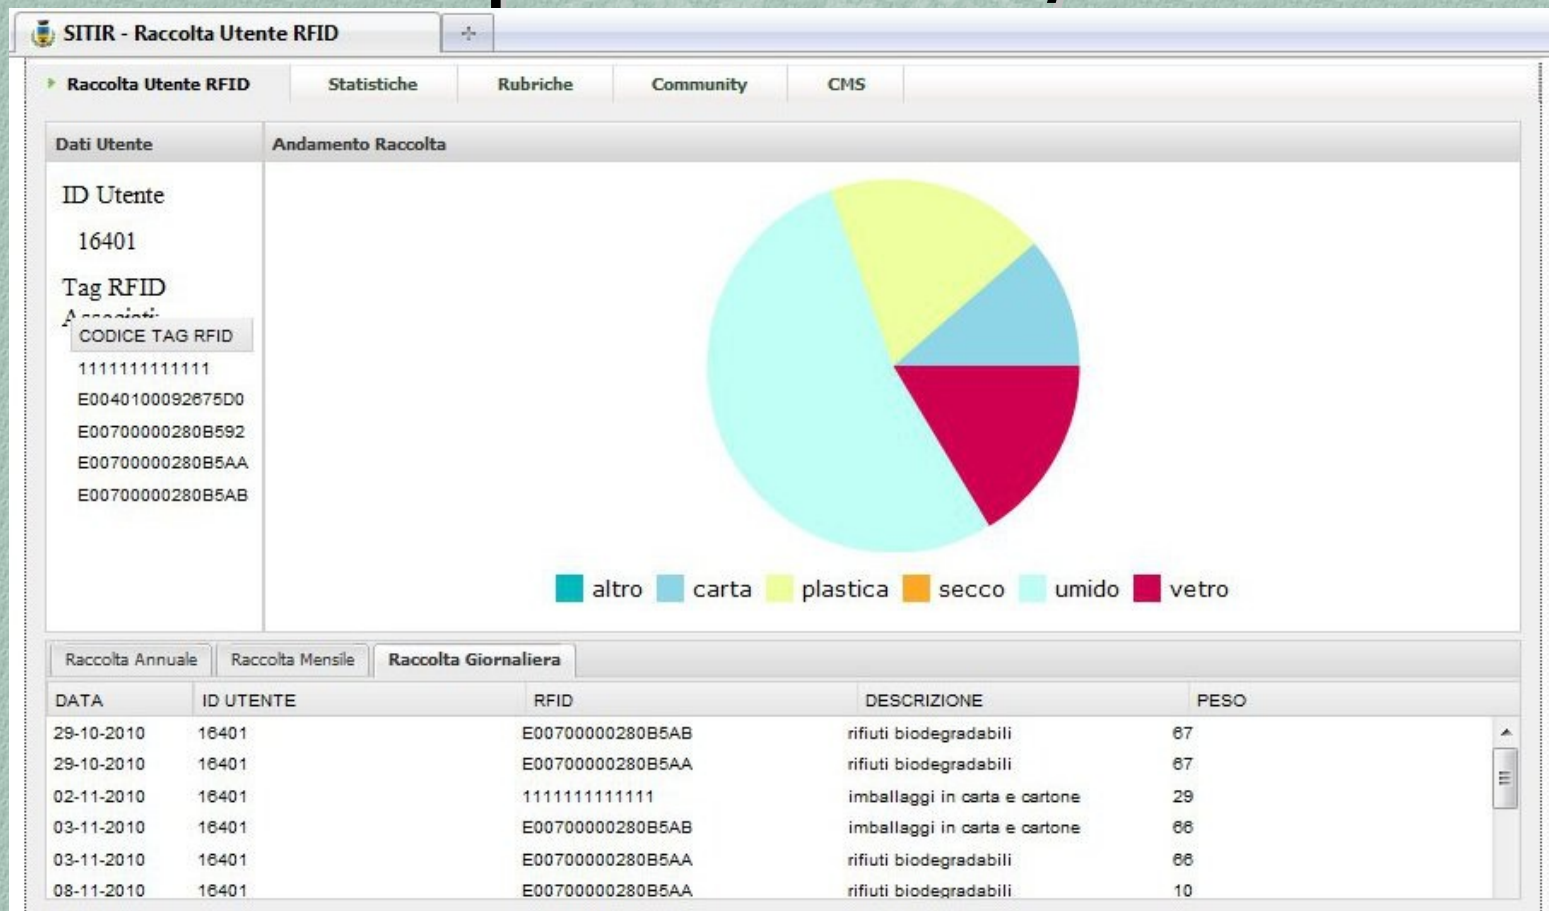 SITIR - Raccolta Utente RFID
Raccolta Utente RFID Statistiche Rubriche Community CMS
Dati Utente Andamento Raccolta
ID Utente
16401
Tag RFID
Associati:
CODICE TAG RFID
1111111111111
E0040100092675D0
E00700000280B592
E00700000280B5AA
E00700000280B5AB
altro carta plastica secco umido vetro
Raccolta Annuale Raccolta Mensile Raccolta Giornaliera
DATA ID UTENTE RFID DESCRIZIONE PESO
29-10-2010 16401 E00700000280B5AB rifiuti biodegradabili 67
29-10-2010 16401 E00700000280B5AA rifiuti biodegradabili 67
02-11-2010 16401 1111111111111 imballaggi in carta e cartone 29
03-11-2010 16401 E00700000280B5AB imballaggi in carta e cartone 66
03-11-2010 16401 E00700000280B5AA rifiuti biodegradabili 66
08-11-2010 16401 E00700000280B5AA rifiuti biodegradabili 10